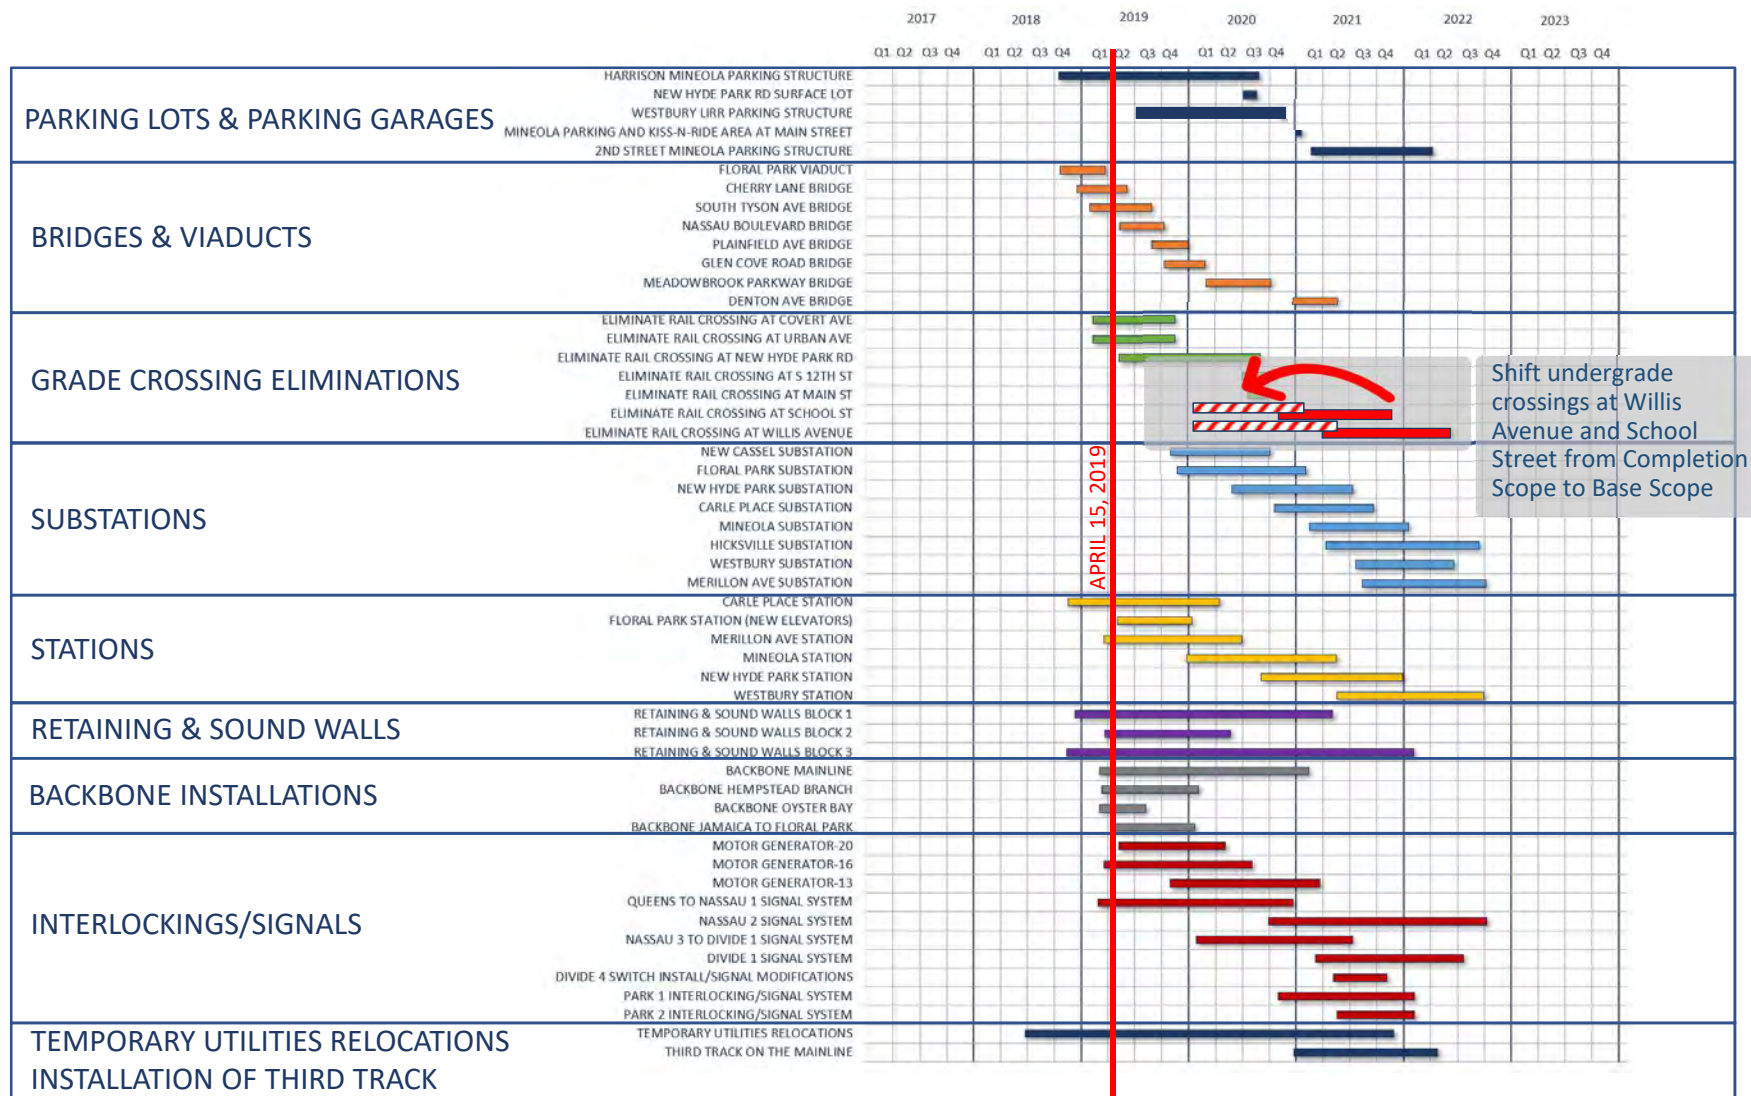 2017 2018 2019 2020 2021 2022 2023
Q1 Q2 Q3 Q4 Q1 Q2 Q3 Q4 Q1 Q2 Q3 Q4 Q1 Q2 Q3 Q4 Q1 Q2 Q3 Q4 Q1 Q2 Q3 Q4 Q1 Q2 Q3 Q4
PARKING LOTS & PARKING GARAGES
HARRISON MINEOLA PARKING STRUCTURE
NEW HYDE PARK RD SURFACE LOT
WESTBURY LIRR PARKING STRUCTURE
MINEOLA PARKING AND KISS-N-RIDE AREA AT MAIN STREET
2ND STREET MINEOLA PARKING STRUCTURE
BRIDGES & VIADUCTS
FLORAL PARK VIADUCT
CHERRY LANE BRIDGE
SOUTH TYSON AVE BRIDGE
NASSAU BOULEVARD BRIDGE
PLAINFIELD AVE BRIDGE
GLEN COVE ROAD BRIDGE
MEADOWBROOK PARKWAY BRIDGE
DENTON AVE BRIDGE
GRADE CROSSING ELIMINATIONS
ELIMINATE RAIL CROSSING AT COVERT AVE
ELIMINATE RAIL CROSSING AT URBAN AVE
ELIMINATE RAIL CROSSING AT NEW HYDE PARK RD
ELIMINATE RAIL CROSSING AT S 12TH ST
ELIMINATE RAIL CROSSING AT MAIN ST
ELIMINATE RAIL CROSSING AT SCHOOL ST
ELIMINATE RAIL CROSSING AT WILLIS AVENUE
Shift undergrade
crossings at Willis
Avenue and School
Street from Completion
Scope to Base Scope
SUBSTATIONS
NEW CASSEL SUBSTATION
FLORAL PARK SUBSTATION
NEW HYDE PARK SUBSTATION
CARLE PLACE SUBSTATION
MINEOLA SUBSTATION
HICKSVILLE SUBSTATION
WESTBURY SUBSTATION
MERILLON AVE SUBSTATION
APRIL 15, 2019
STATIONS
CARLE PLACE STATION
FLORAL PARK STATION (NEW ELEVATORS)
MERILLON AVE STATION
MINEOLA STATION
NEW HYDE PARK STATION
WESTBURY STATION
RETAINING & SOUND WALLS
RETAINING & SOUND WALLS BLOCK 1
RETAINING & SOUND WALLS BLOCK 2
RETAINING & SOUND WALLS BLOCK 3
BACKBONE INSTALLATIONS
BACKBONE MAINLINE
BACKBONE HEMPSTEAD BRANCH
BACKBONE OYSTER BAY
BACKBONE JAMAICA TO FLORAL PARK
INTERLOCKINGS/SIGNALS
MOTOR GENERATOR-20
MOTOR GENERATOR-16
MOTOR GENERATOR-13
QUEENS TO NASSAU 1 SIGNAL SYSTEM
NASSAU 2 SIGNAL SYSTEM
NASSAU 3 TO DIVIDE 1 SIGNAL SYSTEM
DIVIDE 1 SIGNAL SYSTEM
DIVIDE 4 SWITCH INSTALL/SIGNAL MODIFICATIONS
PARK 1 INTERLOCKING/SIGNAL SYSTEM
PARK 2 INTERLOCKING/SIGNAL SYSTEM
TEMPORARY UTILITIES RELOCATIONS
INSTALLATION OF THIRD TRACK
TEMPORARY UTILITIES RELOCATIONS
THIRD TRACK ON THE MAINLINE